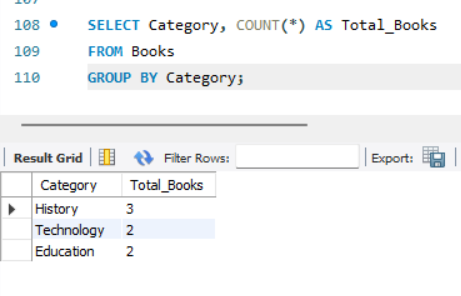 107
108 SELECT Category, COUNT(*) AS Total_Books
109 FROM Books
110 GROUP BY Category;
Result Grid Filter Rows: Export:
Category Total_Books
History 3
Technology 2
Education 2